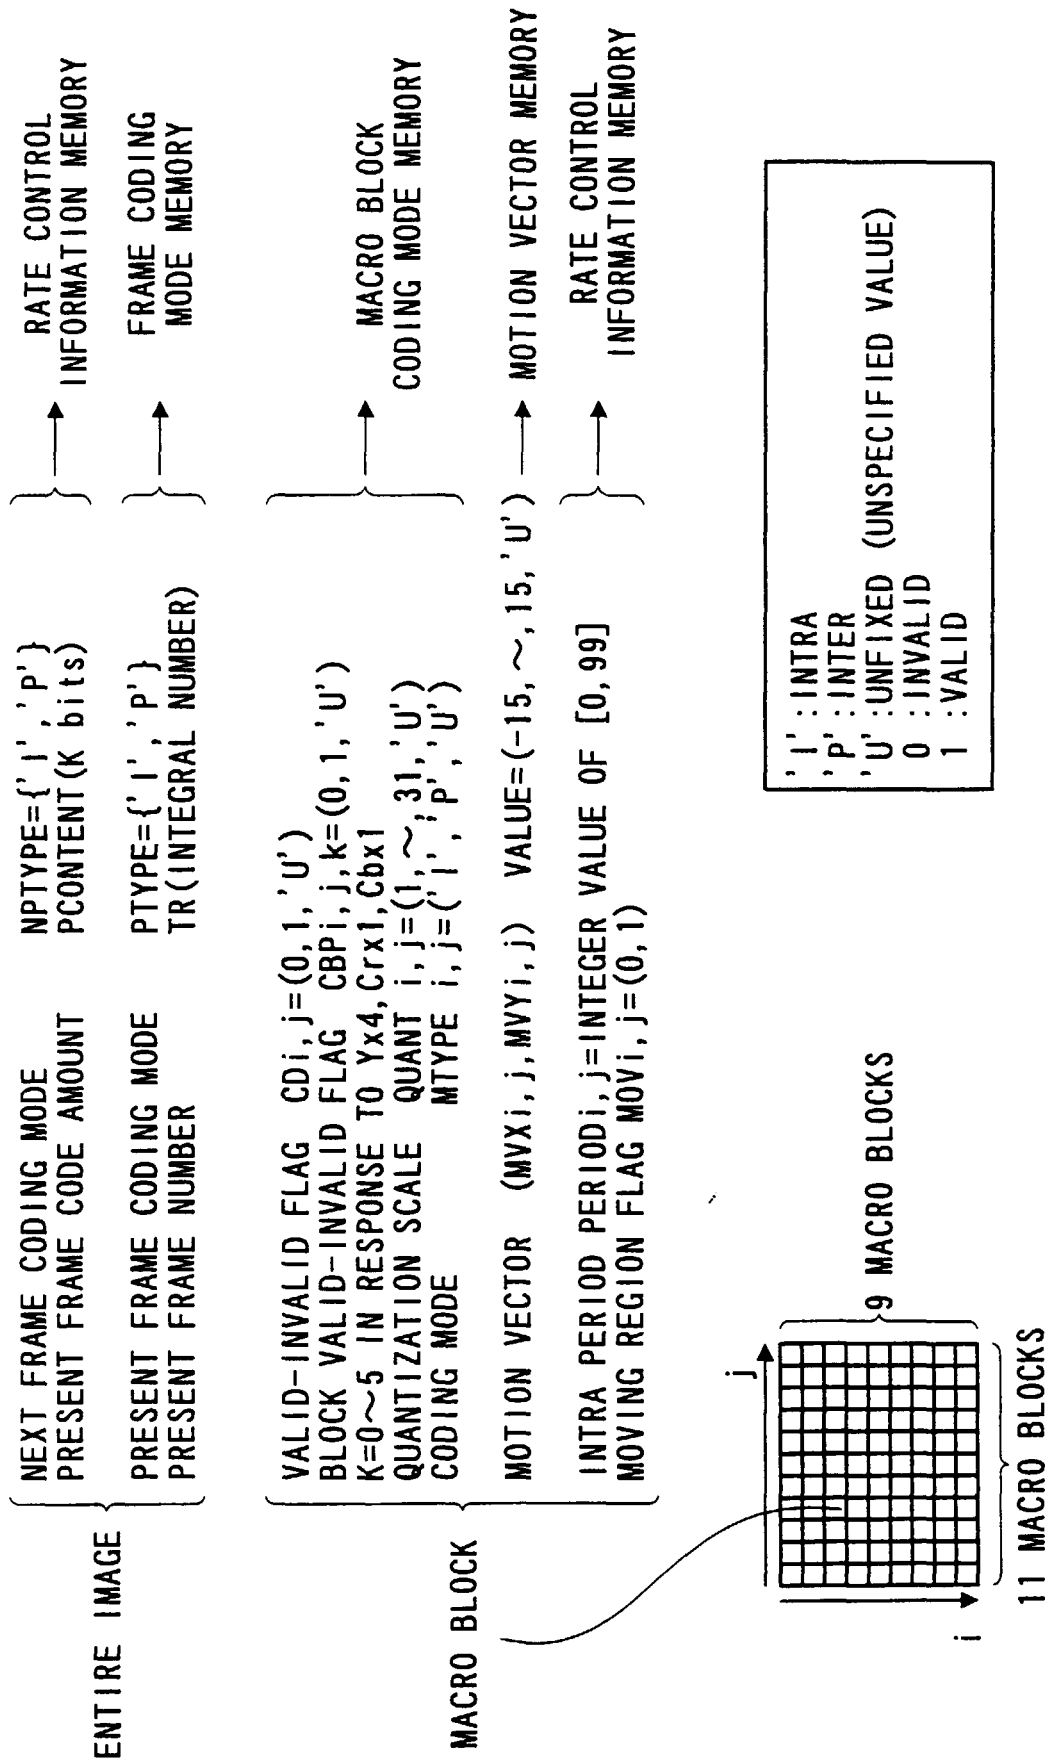 ENTIRE IMAGE
NEXT FRAME CODING MODE NPTYPE={'I','P'}
PRESENT FRAME CODE AMOUNT PCONTENT(K bits)
RATE CONTROL
INFORMATION MEMORY
PRESENT FRAME CODING MODE PTYPE={'I','P'}
PRESENT FRAME NUMBER TR(INTEGRAL NUMBER)
FRAME CODING
MODE MEMORY
MACRO BLOCK
VALID-INVALID FLAG CDi,j=(0,1,'U')
BLOCK VALID-INVALID FLAG CBPi,j,k=(0,1,'U')
K=0~5 IN RESPONSE TO Yx4,Crx1,Cbx1
QUANTIZATION SCALE QUANT i,j=(1,~,31,'U')
CODING MODE MTYPE i,j=('I','P','U')
MACRO BLOCK
CODING MODE MEMORY
MOTION VECTOR (MVXi,j,MVYi,j) VALUE=(-15,~,15,'U')
MOTION VECTOR MEMORY
INTRA PERIOD PERIODi,j=INTEGER VALUE OF [0,99]
MOVING REGION FLAG MOVi,j=(0,1)
RATE CONTROL
INFORMATION MEMORY
j
i
9 MACRO BLOCKS
11 MACRO BLOCKS
'I':INTRA
'P':INTER
'U':UNFIXED (UNSPECIFIED VALUE)
0 :INVALID
1 :VALID